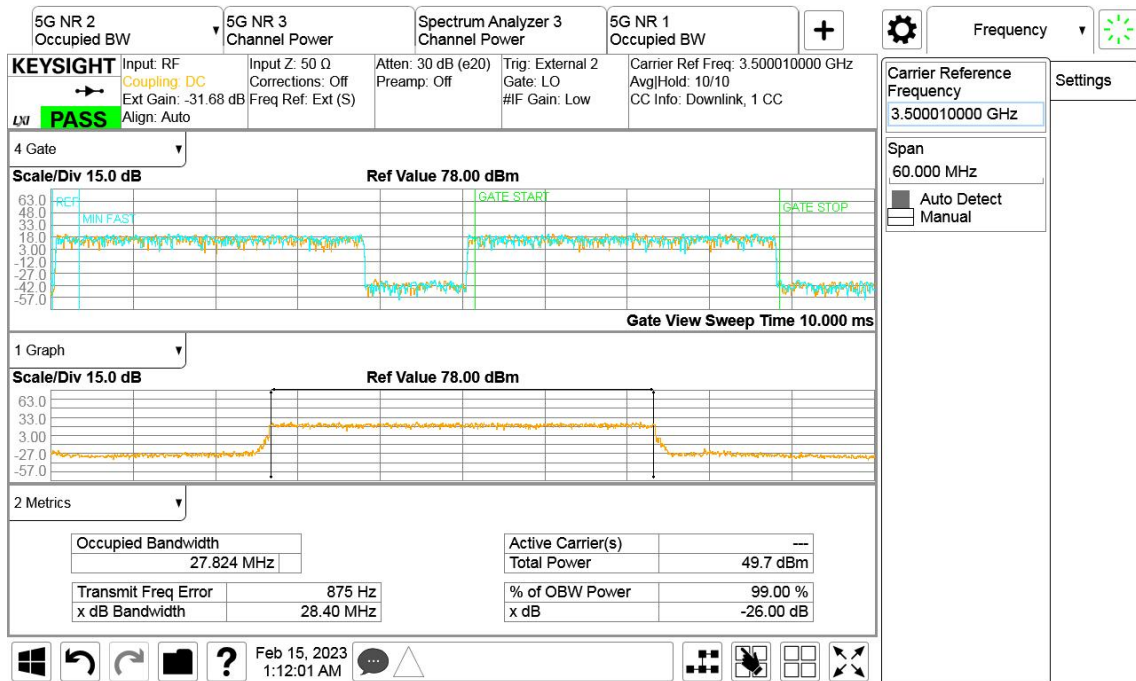 5G NR 2
Occupied BW
5G NR 3
Channel Power
Spectrum Analyzer 3
Channel Power
5G NR 1
Occupied BW
Frequency
KEYSIGHT
LXI
PASS
Input: RF
Coupling: DC
Ext Gain: -31.68 dB
Align: Auto
Input Z: 50 Ω
Corrections: Off
Freq Ref: Ext (S)
Atten: 30 dB (e20)
Preamp: Off
Trig: External 2
Gate: LO
#IF Gain: Low
Carrier Ref Freq: 3.500010000 GHz
Avg|Hold: 10/10
CC Info: Downlink, 1 CC
Carrier Reference
Frequency
3.500010000 GHz
Span
60.000 MHz
Auto Detect
Manual
Settings
4 Gate
Scale/Div 15.0 dB
Ref Value 78.00 dBm
63.0
48.0
33.0
18.0
3.00
-12.0
-27.0
-42.0
-57.0
REF
MIN FAST
GATE START
GATE STOP
Gate View Sweep Time 10.000 ms
1 Graph
Scale/Div 15.0 dB
Ref Value 78.00 dBm
63.0
33.0
3.00
-27.0
-57.0
2 Metrics
Occupied Bandwidth
27.824 MHz
Transmit Freq Error 875 Hz
x dB Bandwidth 28.40 MHz
Active Carrier(s) ---
Total Power 49.7 dBm
% of OBW Power 99.00 %
x dB -26.00 dB
?
Feb 15, 2023
1:12:01 AM